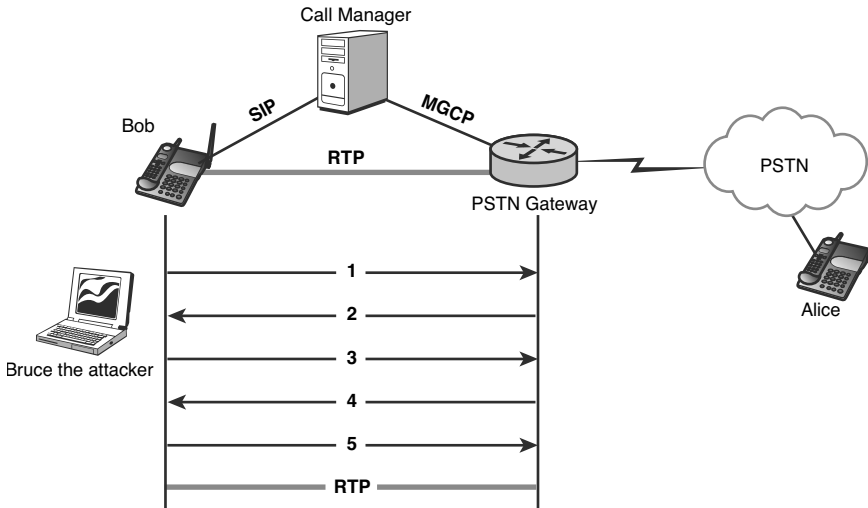 Call Manager
SIP
MGCP
Bob
RTP
PSTN Gateway
PSTN
Alice
Bruce the attacker
1
2
3
4
5
RTP